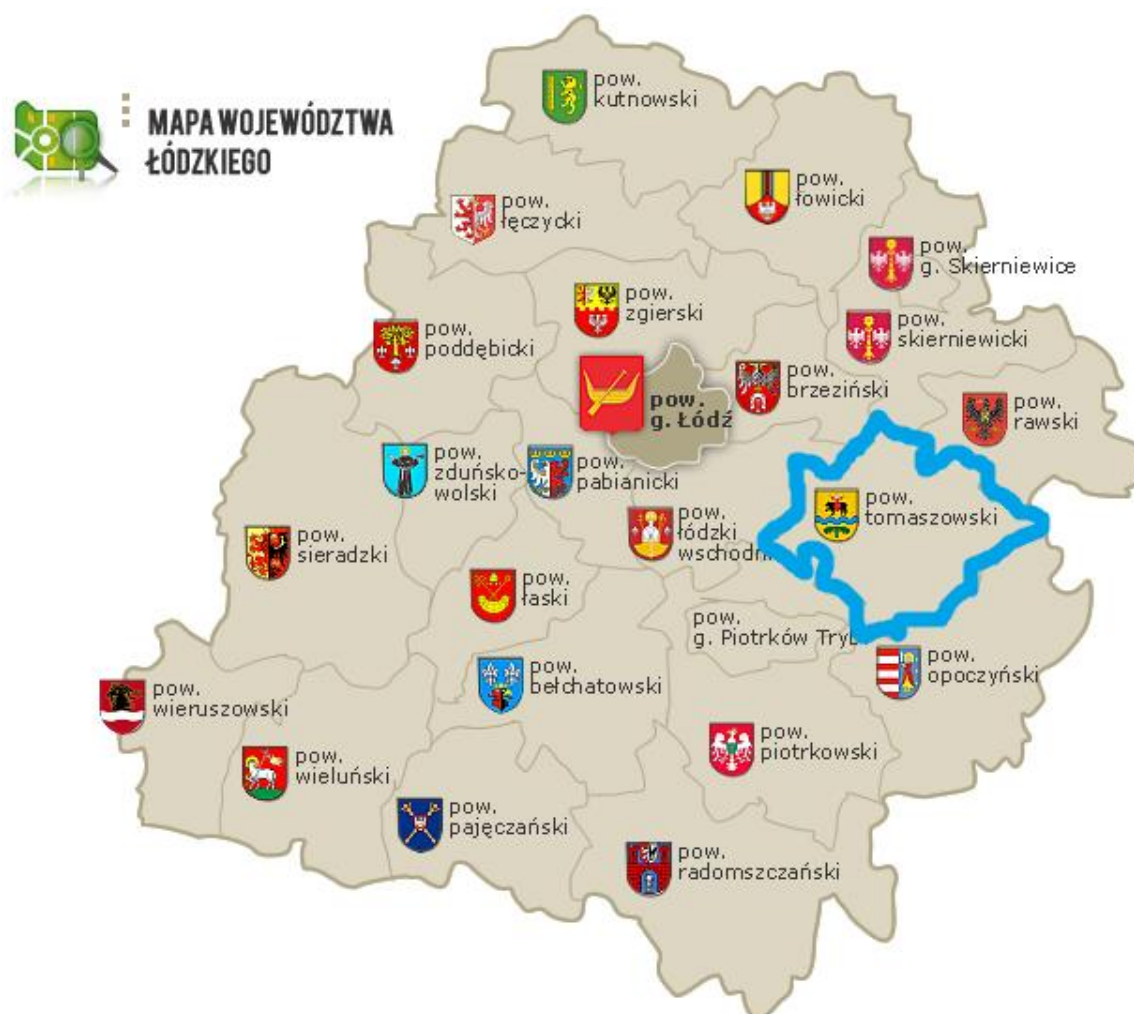 MAPA WOJEWÓDZTWA
ŁÓDZKIEGO
pow.
kutnowski
pow.
łowicki
pow.
łęczycki
pow.
g. Skierniewice
pow.
zgierski
pow.
skierniewicki
pow.
poddębicki
pow.
brzeziński
pow.
g. Łódź
pow.
rawski
pow.
zduńsko-
wolski
pow.
pabianicki
pow.
tomaszowski
pow.
łódzki
wschodni
pow.
sieradzki
pow.
łaski
pow.
g. Piotrków Tryb
pow.
opoczyński
pow.
bełchatowski
pow.
wieruszowski
pow.
piotrkowski
pow.
wieluński
pow.
pajęczański
pow.
radomszczański